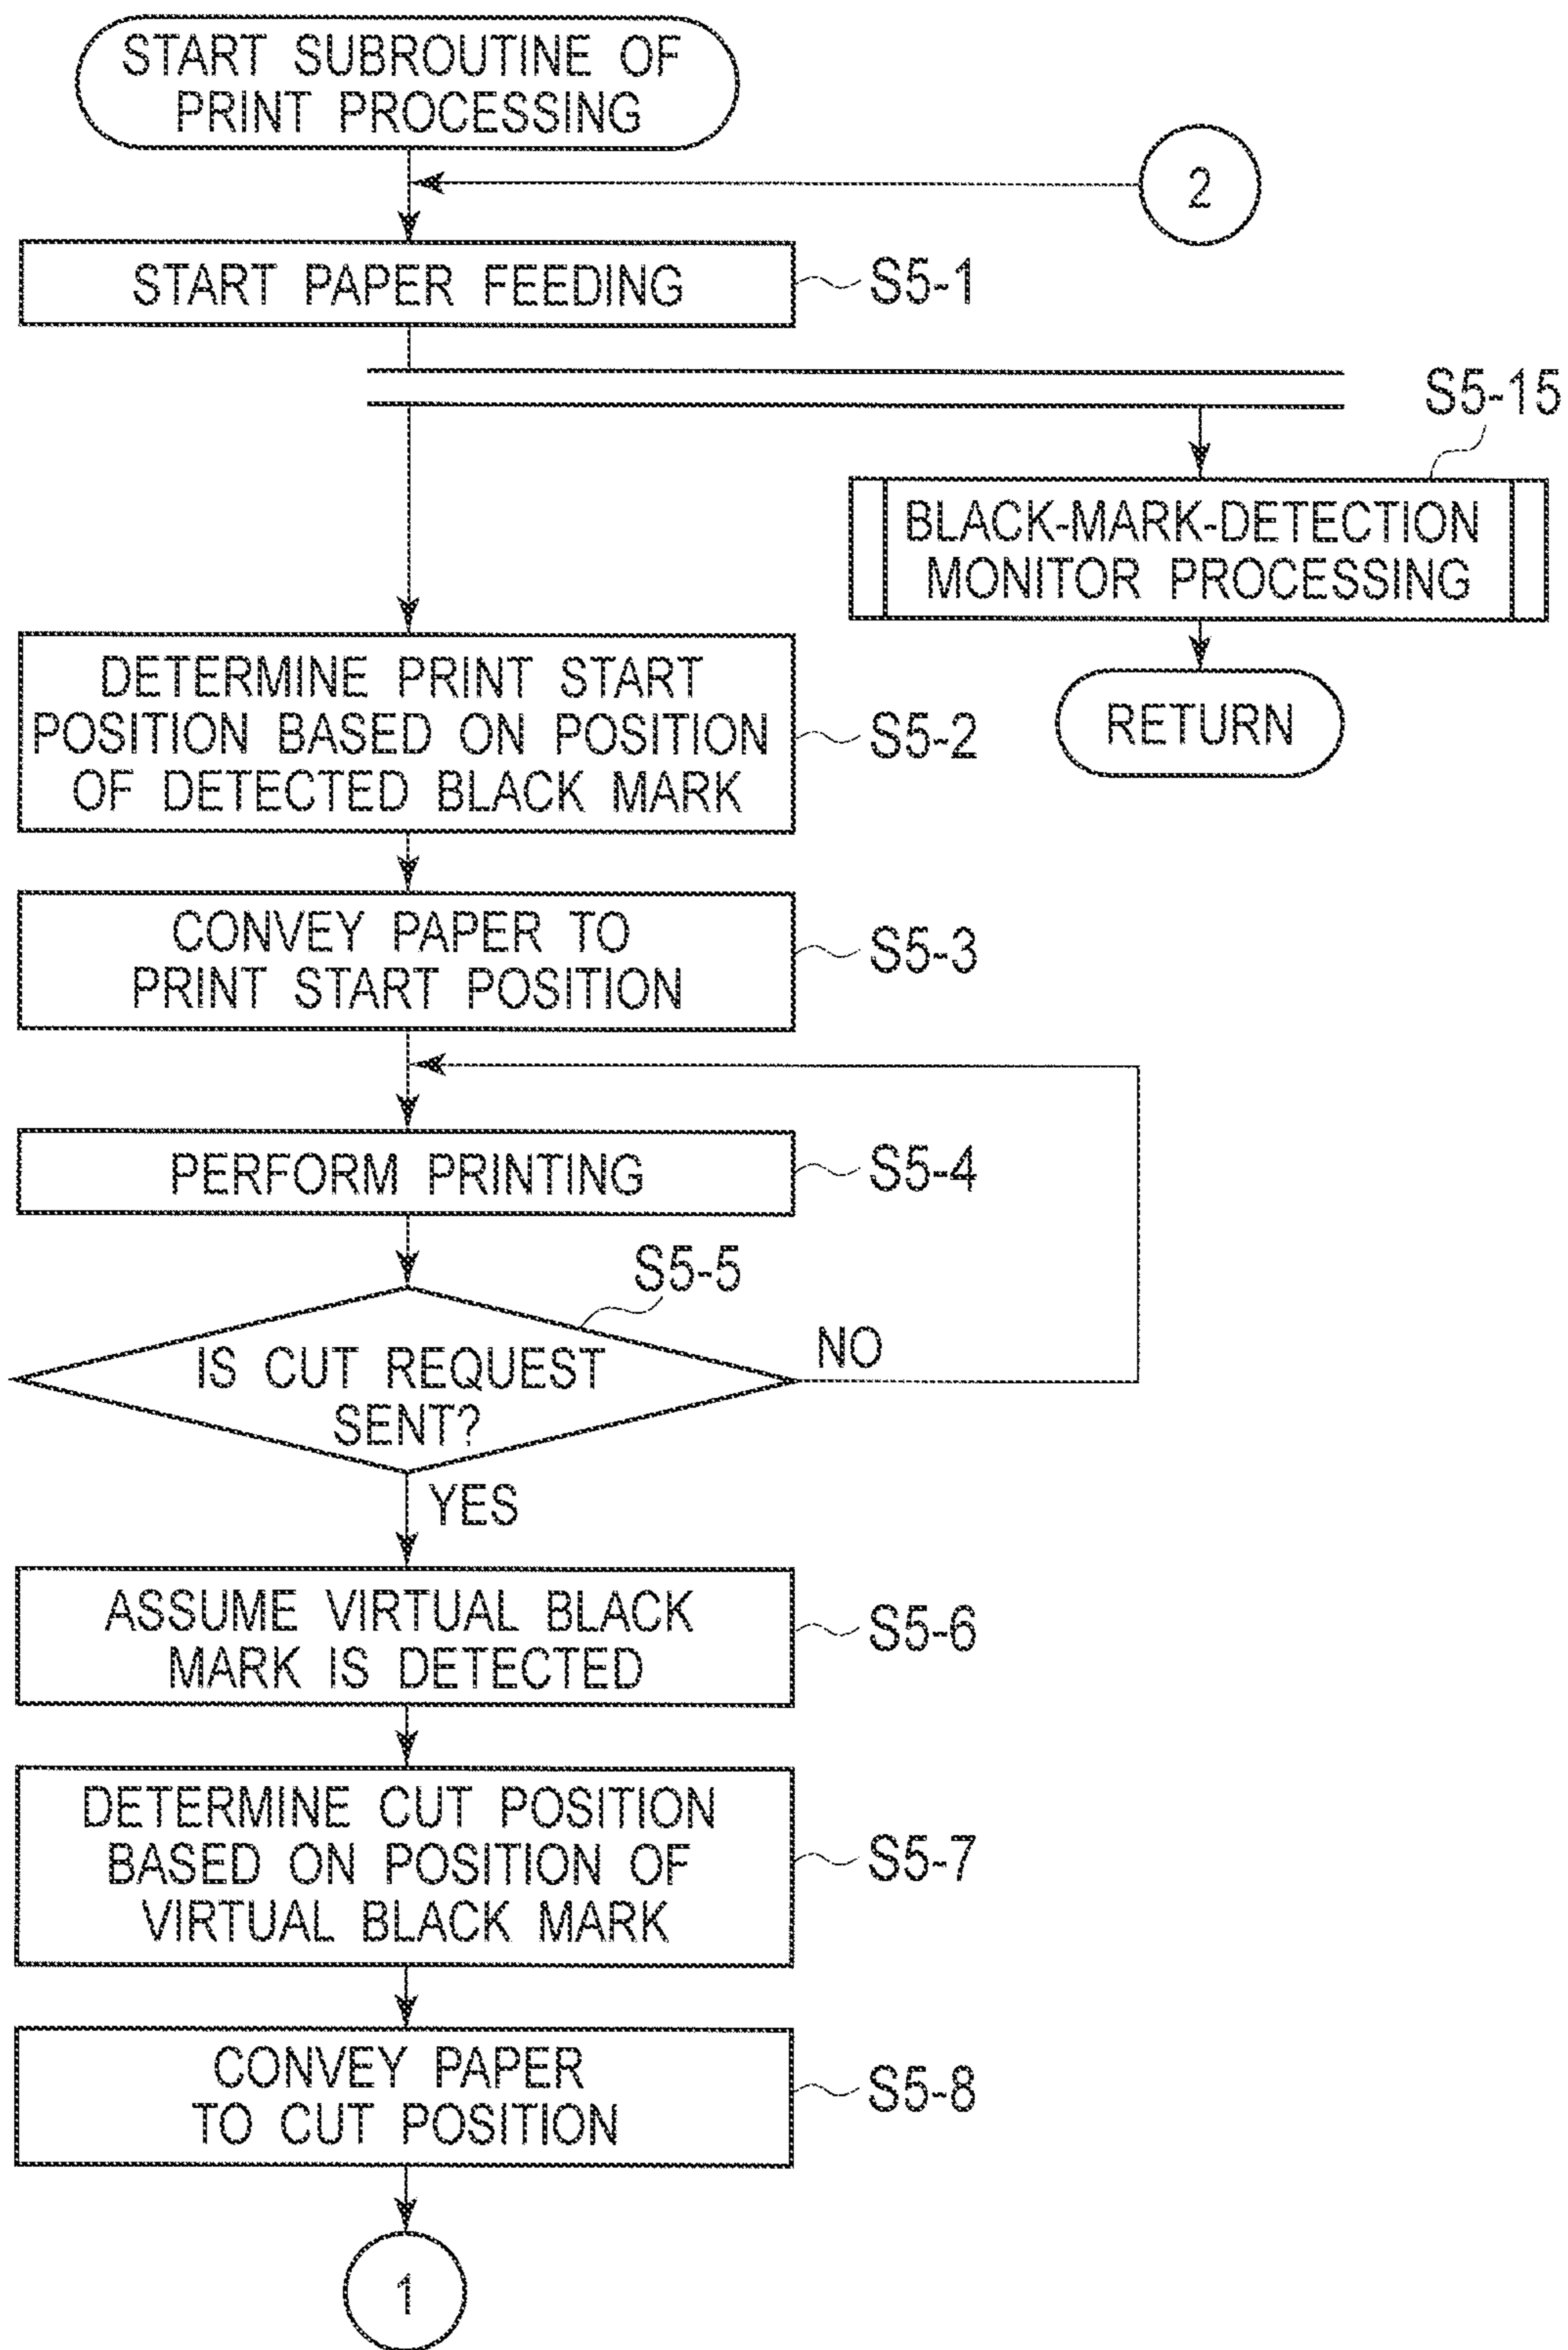 START SUBROUTINE OF
PRINT PROCESSING
2
START PAPER FEEDING
S5-1
S5-15
BLACK-MARK-DETECTION
MONITOR PROCESSING
RETURN
DETERMINE PRINT START
POSITION BASED ON POSITION
OF DETECTED BLACK MARK
S5-2
CONVEY PAPER TO
PRINT START POSITION
S5-3
PERFORM PRINTING
S5-4
S5-5
IS CUT REQUEST
SENT?
NO
YES
ASSUME VIRTUAL BLACK
MARK IS DETECTED
S5-6
DETERMINE CUT POSITION
BASED ON POSITION OF
VIRTUAL BLACK MARK
S5-7
CONVEY PAPER
TO CUT POSITION
S5-8
1